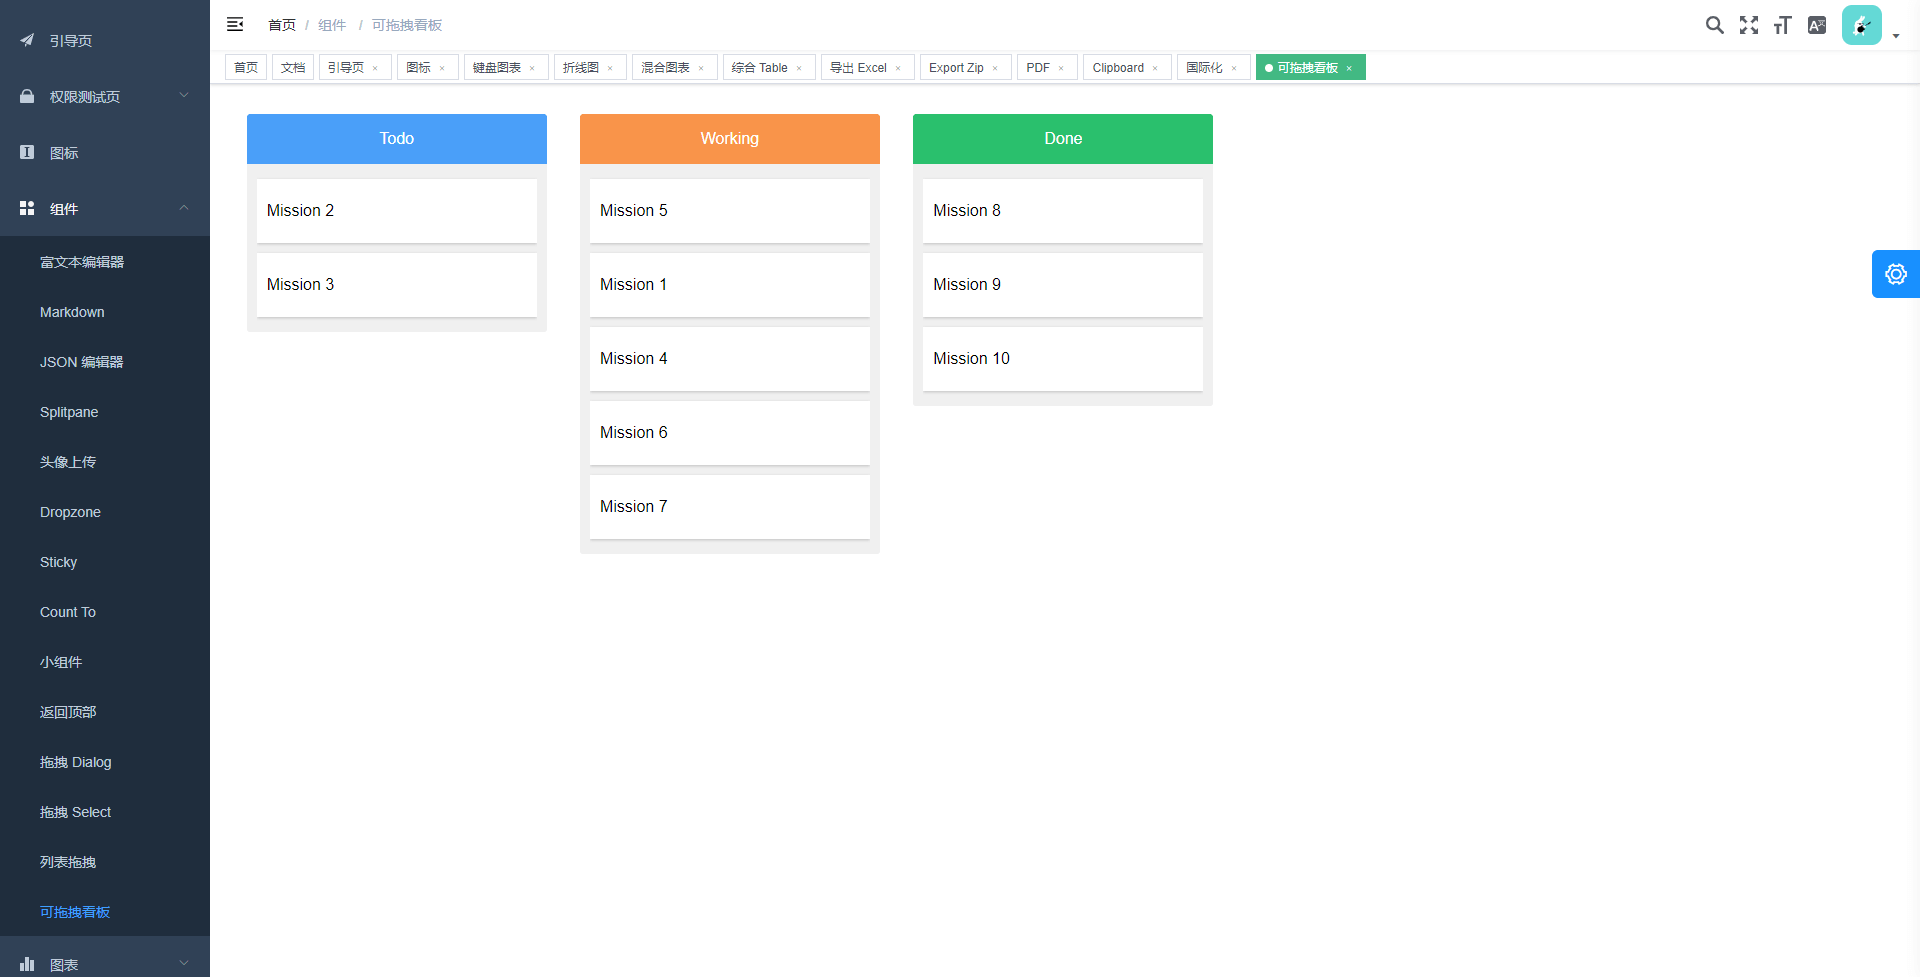 引导页
权限测试页
图标
组件
富文本编辑器
Markdown
JSON 编辑器
Splitpane
头像上传
Dropzone
Sticky
Count To
小组件
返回顶部
拖拽 Dialog
拖拽 Select
列表拖拽
可拖拽看板
图表
首页 / 组件 / 可拖拽看板
首页 文档 引导页 × 图标 × 键盘图表 × 折线图 × 混合图表 × 综合 Table × 导出 Excel × Export Zip × PDF × Clipboard × 国际化 × 可拖拽看板 ×
Todo
Mission 2
Mission 3
Working
Mission 5
Mission 1
Mission 4
Mission 6
Mission 7
Done
Mission 8
Mission 9
Mission 10